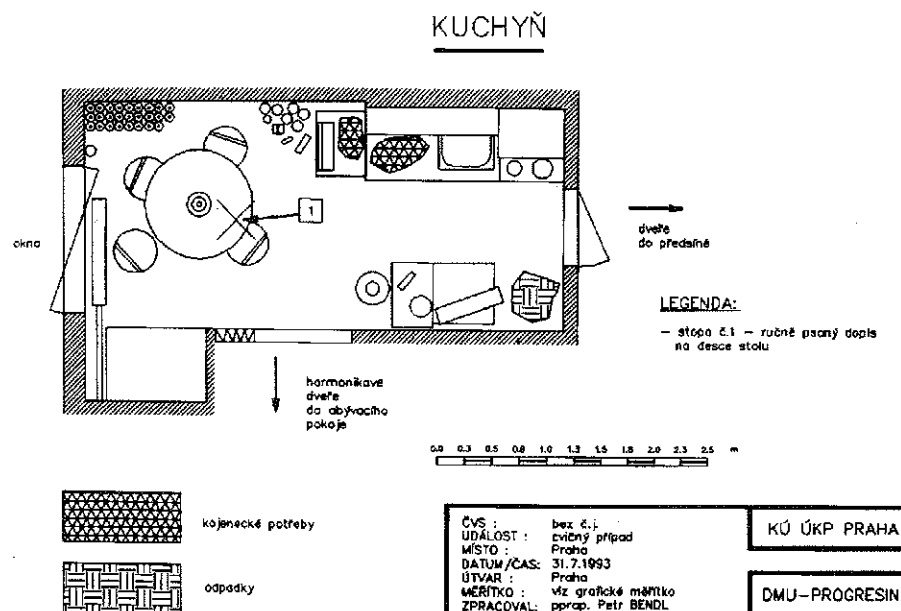 KUCHYŇ
1
okno
dveře
do předsíně
LEGENDA:
– stopa č.1 – ručně psaný dopis
na desce stolu
harmonikové
dveře
do obývacího
pokoje
0.0 0.3 0.5 0.8 1.0 1.3 1.5 1.8 2.0 2.3 2.5 m
kojenecké potřeby
odpadky
ČVS : bez č.j.
UDÁLOST : cvičný případ
MÍSTO : Praha
DATUM/ČAS: 31.7.1993
ÚTVAR : Praha
MĚŘÍTKO : viz grafické měřítko
ZPRACOVAL: pprap. Petr BENDL
KÚ ÚKP PRAHA
DMU–PROGRESIN